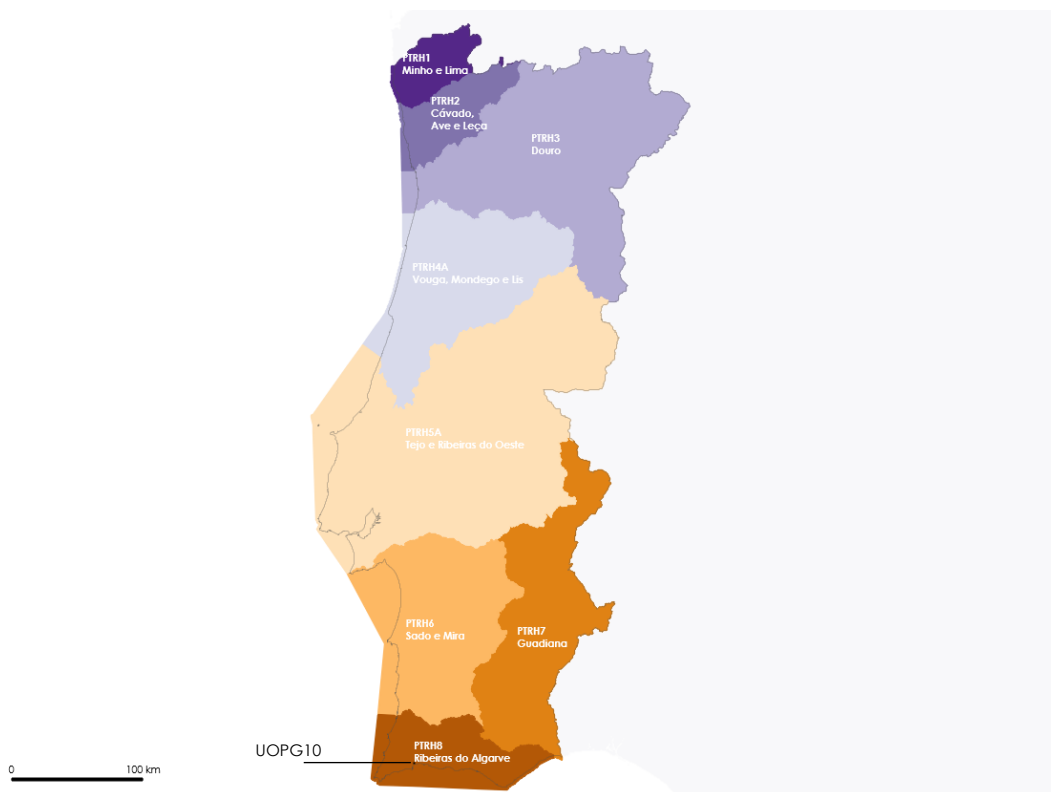 PTRH1
Minho e Lima
PTRH2
Cávado,
Ave e Leça
PTRH3
Douro
PTRH4A
Vouga, Mondego e Lis
PTRH5A
Tejo e Ribeiras do Oeste
PTRH6
Sado e Mira
PTRH7
Guadiana
PTRH8
Ribeiras do Algarve
UOPG10
0 100 km